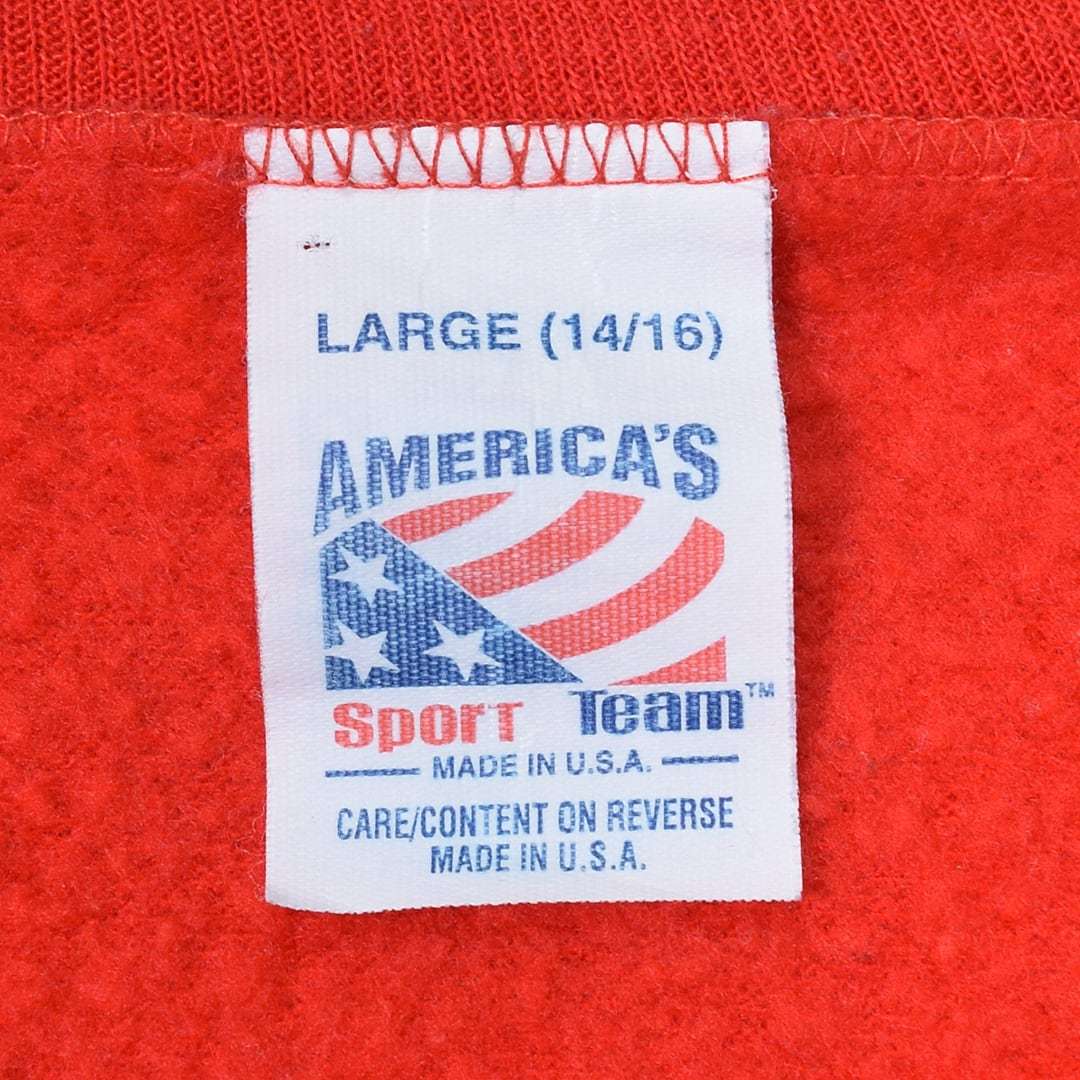 LARGE (14/16)
AMERICA'S
Sport Team™
MADE IN U.S.A.
CARE/CONTENT ON REVERSE
MADE IN U.S.A.